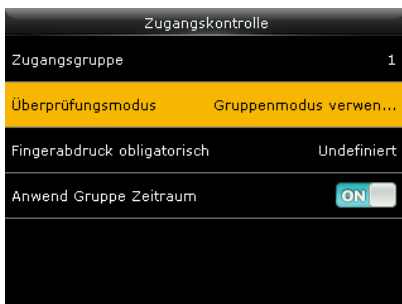 Zugangskontrolle
Zugangsgruppe 1
Überprüfungsmodus Gruppenmodus verwen...
Fingerabdruck obligatorisch Undefiniert
Anwend Gruppe Zeitraum ON